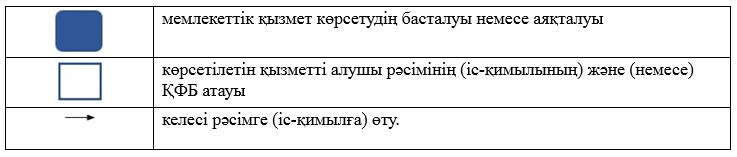 мемлекеттік қызмет көрсетудің басталуы немесе аяқталуы
көрсетілетін қызметті алушы рәсімінің (іс-қимылының) және (немесе)
ҚФБ атауы
келесі рәсімге (іс-қимылға) өту.